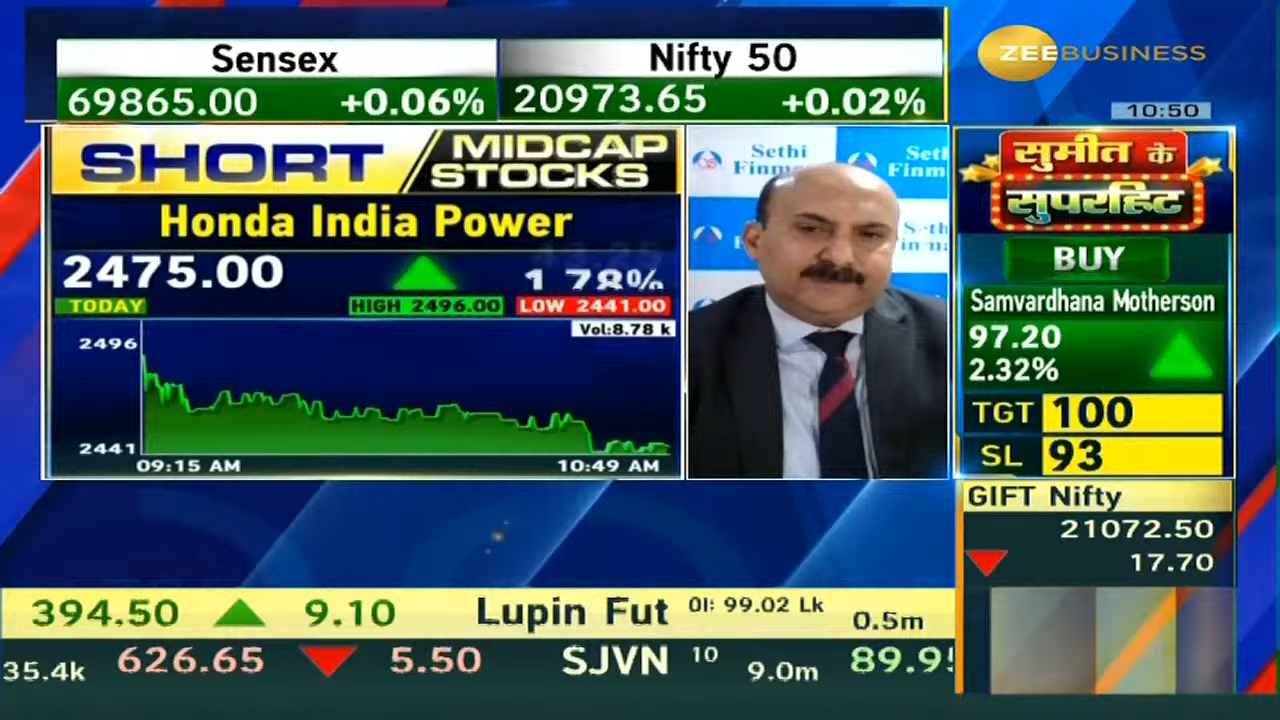 Sensex
69865.00 +0.06%
Nifty 50
20973.65 +0.02%
ZEEBUSINESS
10:50
SHORT
MIDCAP
STOCKS
Honda India Power
2475.00 1.78%
TODAY HIGH 2496.00 LOW 2441.00
Vol:8.78 k
2496
2441
09:15 AM 10:49 AM
Sethi
सुमीत के
सुपरहिट
BUY
Samvardhana Motherson
97.20
2.32%
TGT 100
SL 93
GIFT Nifty
21072.50
17.70
394.50 9.10 Lupin Fut OI: 99.02 Lk 0.5m
35.4k 626.65 5.50 SJVN 10 9.0m